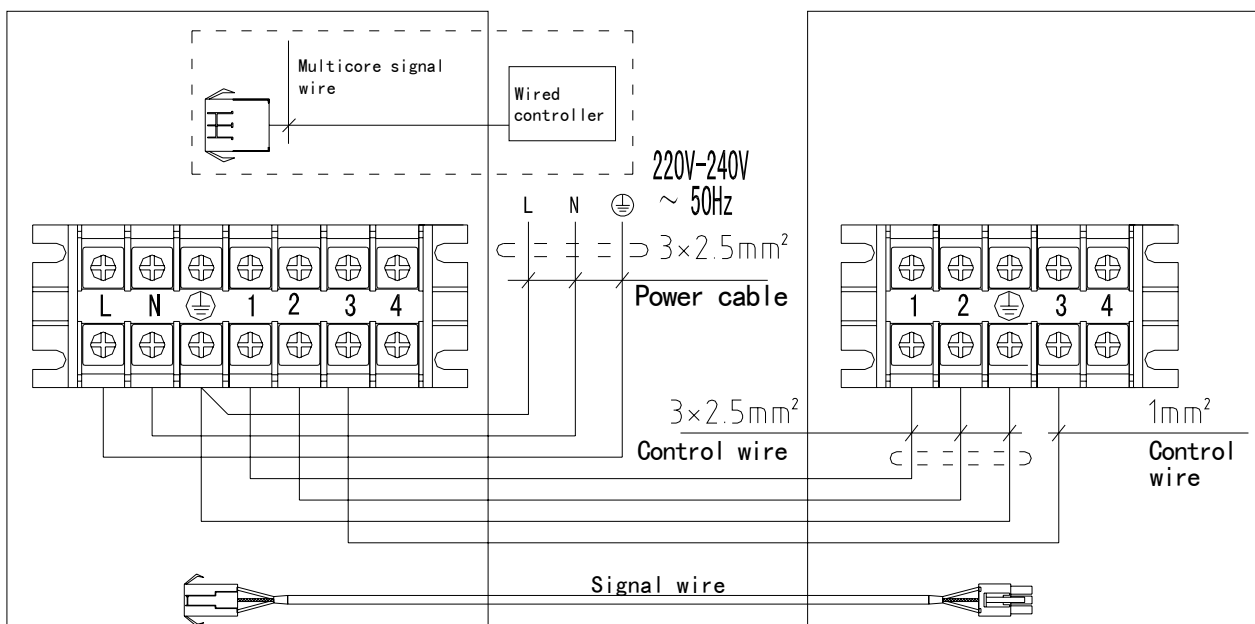 Multicore signal
wire
Wired
controller
220V-240V
~ 50Hz
L N
3×2.5mm²
Power cable
L N 1 2 3 4
1 2 3 4
3×2.5mm²
Control wire
1mm²
Control
wire
Signal wire